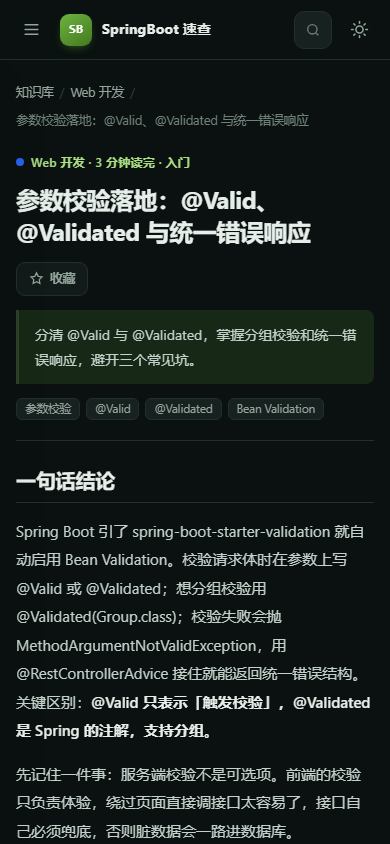 SB SpringBoot 速查
知识库 / Web 开发 /
参数校验落地：@Valid、@Validated 与统一错误响应
Web 开发 · 3 分钟读完 · 入门
参数校验落地：@Valid、
@Validated 与统一错误响应
收藏
分清 @Valid 与 @Validated，掌握分组校验和统一错
误响应，避开三个常见坑。
参数校验 @Valid @Validated Bean Validation
一句话结论
Spring Boot 引了 spring-boot-starter-validation 就自
动启用 Bean Validation。校验请求体时在参数上写
@Valid 或 @Validated；想分组校验用
@Validated(Group.class)；校验失败会抛
MethodArgumentNotValidException，用
@RestControllerAdvice 接住就能返回统一错误结构。
关键区别：@Valid 只表示「触发校验」，@Validated
是 Spring 的注解，支持分组。
先记住一件事：服务端校验不是可选项。前端的校验
只负责体验，绕过页面直接调接口太容易了，接口自
己必须兜底，否则脏数据会一路进数据库。